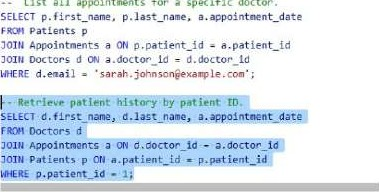 -- List all appointments for a specific doctor.
SELECT p.first_name, p.last_name, a.appointment_date
FROM Patients p
JOIN Appointments a ON p.patient_id = a.patient_id
JOIN Doctors d ON a.doctor_id = d.doctor_id
WHERE d.email = 'sarah.johnson@example.com';
-- Retrieve patient history by patient ID.
SELECT d.first_name, d.last_name, a.appointment_date
FROM Doctors d
JOIN Appointments a ON d.doctor_id = a.doctor_id
JOIN Patients p ON a.patient_id = p.patient_id
WHERE p.patient_id = 1;